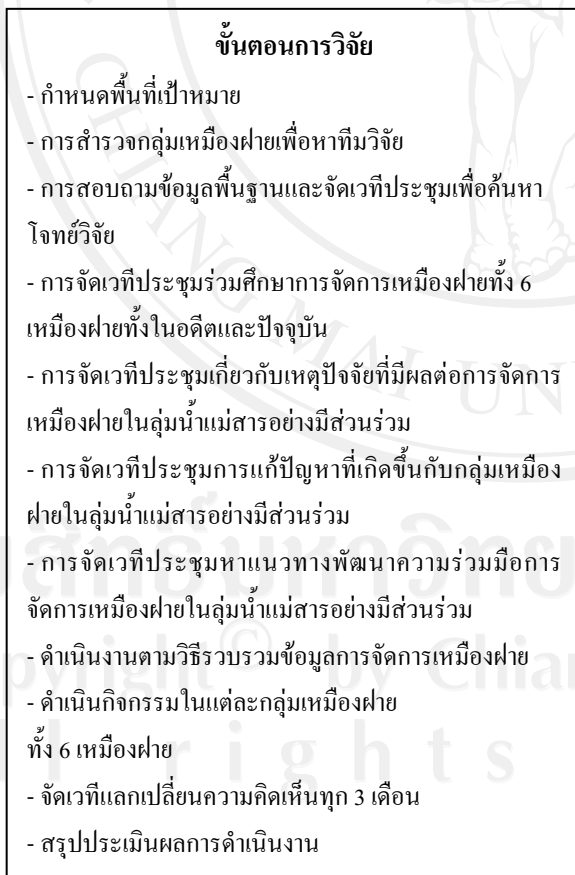 ขั้นตอนการวิจัย
- กำหนดพื้นที่เป้าหมาย
- การสำรวจกลุ่มเหมืองฝายเพื่อหาทีมวิจัย
- การสอบถามข้อมูลพื้นฐานและจัดเวทีประชุมเพื่อค้นหา
โจทย์วิจัย
- การจัดเวทีประชุมร่วมศึกษาการจัดการเหมืองฝายทั้ง 6
เหมืองฝายทั้งในอดีตและปัจจุบัน
- การจัดเวทีประชุมเกี่ยวกับเหตุปัจจัยที่มีผลต่อการจัดการ
เหมืองฝายในลุ่มน้ำแม่สารอย่างมีส่วนร่วม
- การจัดเวทีประชุมการแก้ปัญหาที่เกิดขึ้นกับกลุ่มเหมือง
ฝายในลุ่มน้ำแม่สารอย่างมีส่วนร่วม
- การจัดเวทีประชุมหาแนวทางพัฒนาความร่วมมือการ
จัดการเหมืองฝายในลุ่มน้ำแม่สารอย่างมีส่วนร่วม
- ดำเนินงานตามวิธีรวบรวมข้อมูลการจัดการเหมืองฝาย
- ดำเนินกิจกรรมในแต่ละกลุ่มเหมืองฝาย
ทั้ง 6 เหมืองฝาย
- จัดเวทีแลกเปลี่ยนความคิดเห็นทุก 3 เดือน
- สรุปประเมินผลการดำเนินงาน
CHIANG MAI UN
สิทธิ์มหาวิทย
pyright © by Chian
rights